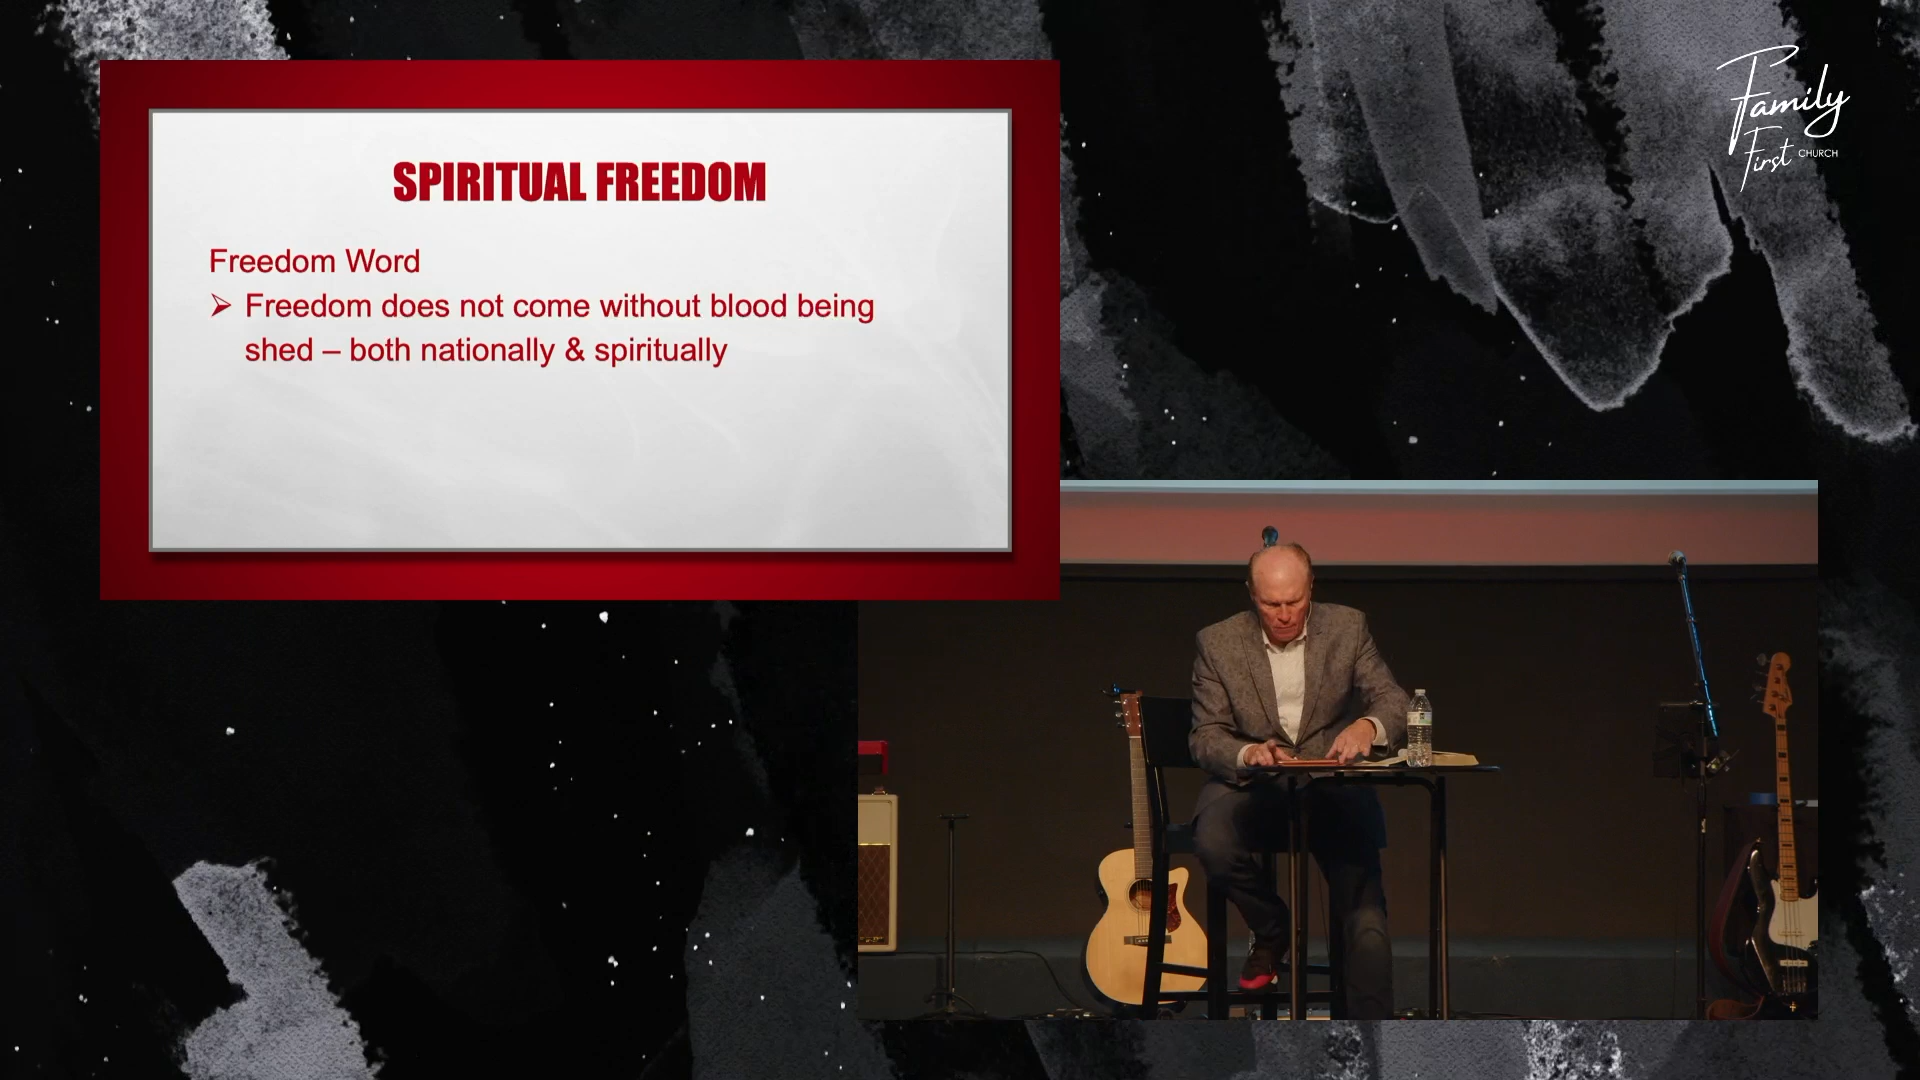 SPIRITUAL FREEDOM
Freedom Word
➢ Freedom does not come without blood being
shed – both nationally & spiritually
Family
First CHURCH